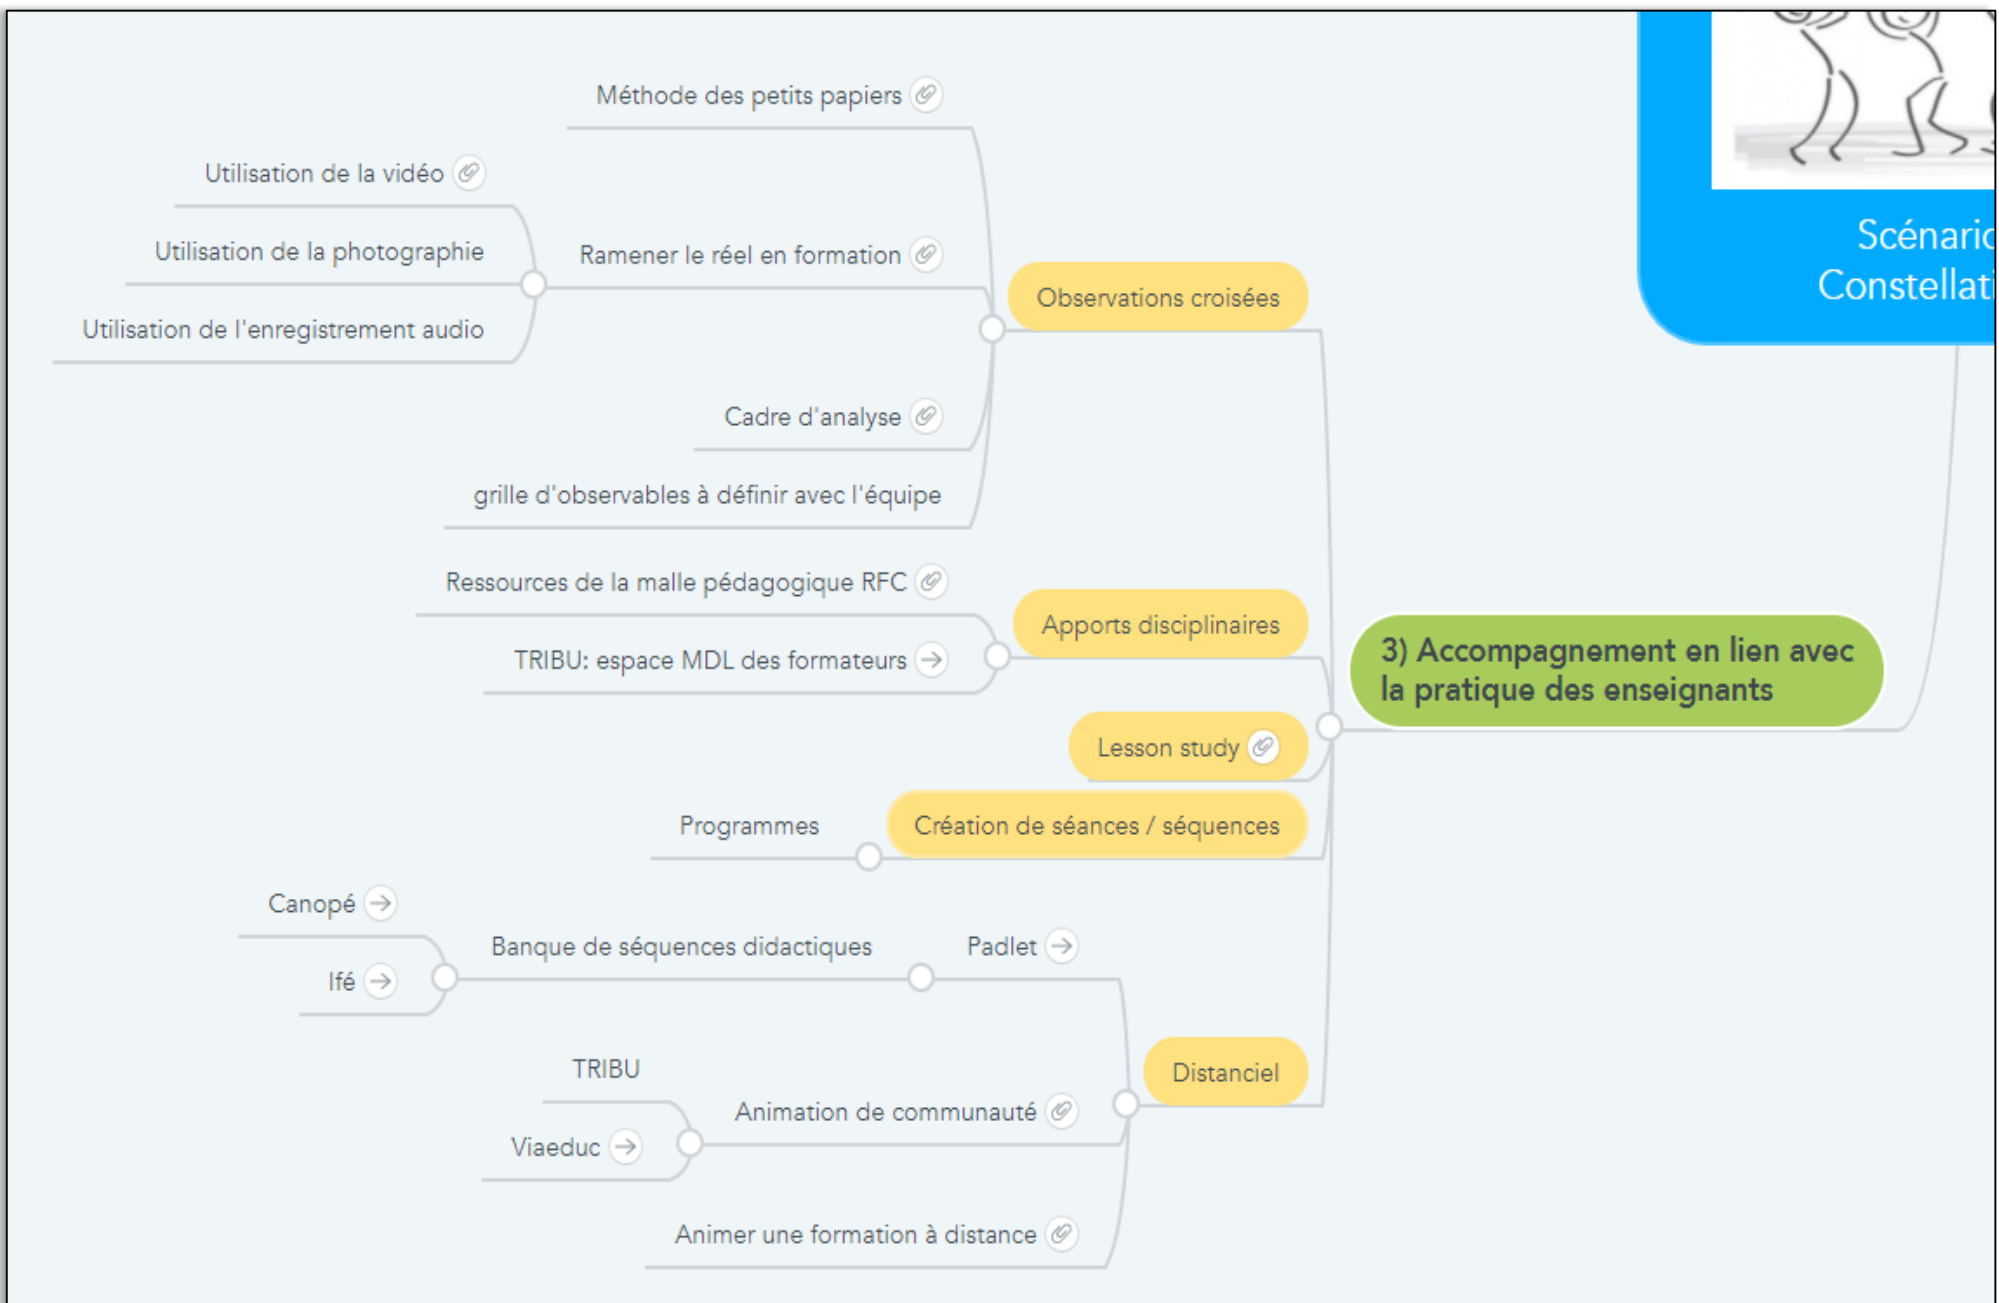 Méthode des petits papiers
Utilisation de la vidéo
Utilisation de la photographie
Utilisation de l'enregistrement audio
Ramener le réel en formation
Cadre d'analyse
grille d'observables à définir avec l'équipe
Observations croisées
Ressources de la malle pédagogique RFC
TRIBU: espace MDL des formateurs
Apports disciplinaires
Lesson study
Programmes
Création de séances / séquences
Canopé
Ifé
Banque de séquences didactiques
Padlet
TRIBU
Viaeduc
Animation de communauté
Animer une formation à distance
Distanciel
3) Accompagnement en lien avec
la pratique des enseignants